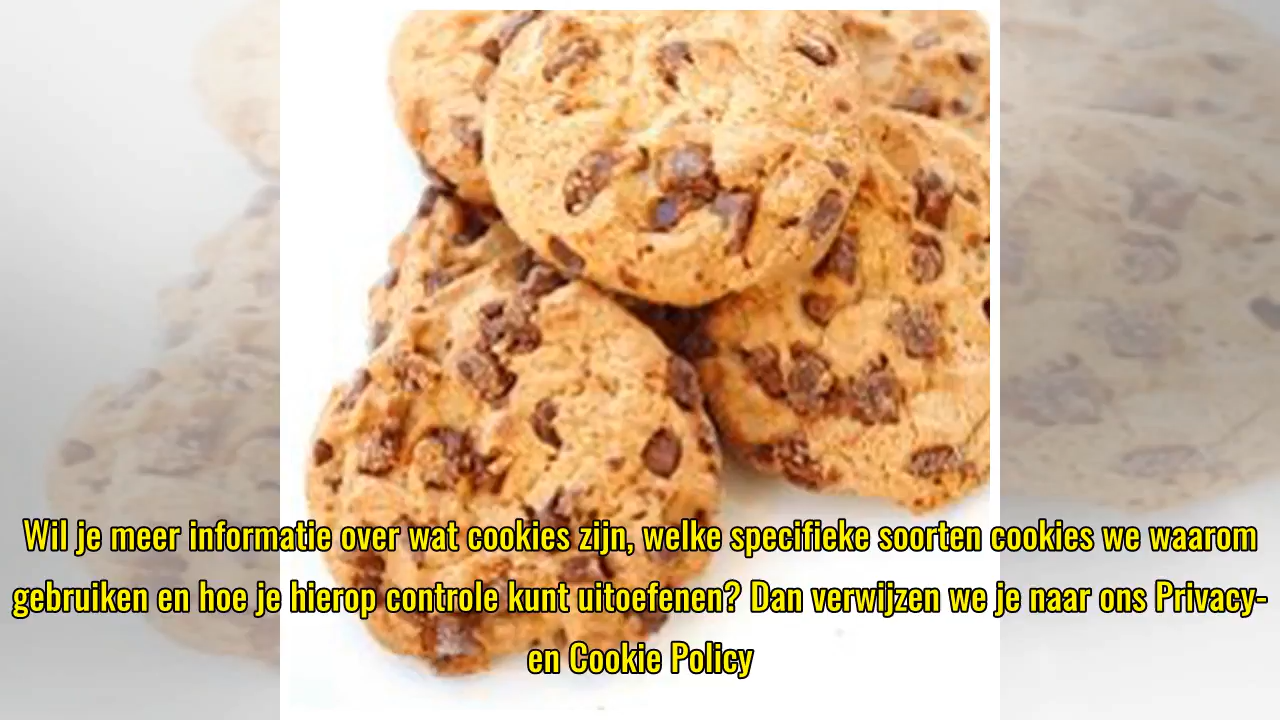 Wil je meer informatie over wat cookies zijn, welke specifieke soorten cookies we waarom
gebruiken en hoe je hierop controle kunt uitoefenen? Dan verwijzen we je naar ons Privacy-
en Cookie Policy